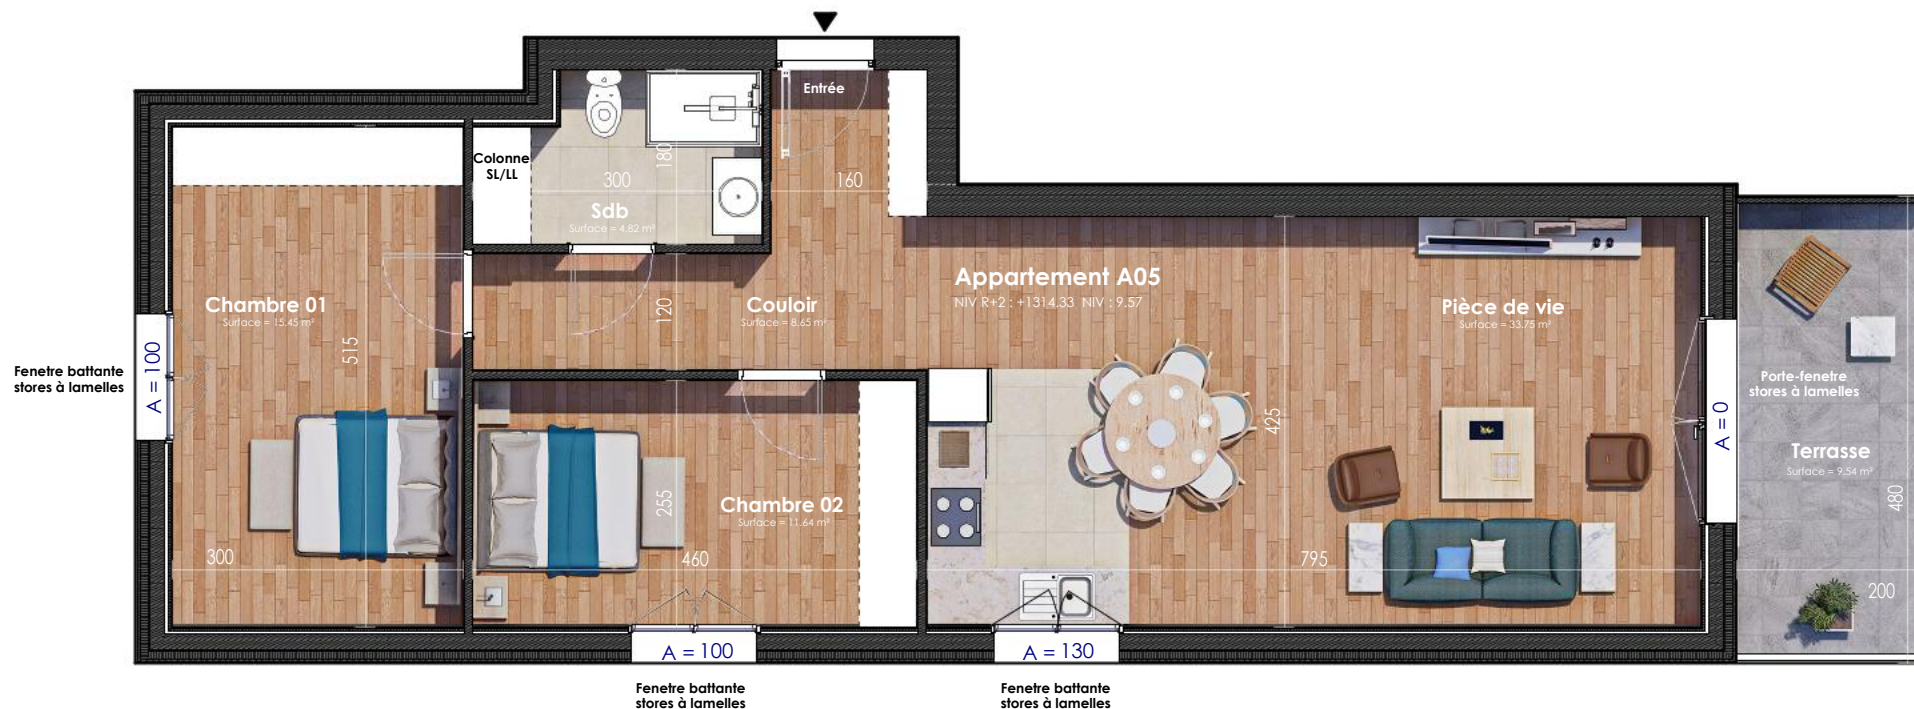 Entrée
Colonne
SL/LL
180
300
160
Sdb
Surface = 4.82 m²
Chambre 01
Surface = 15.45 m²
515
120
Couloir
Surface = 8.65 m²
Appartement A05
NIV R+2 : +1314.33 NIV : 9.57
Pièce de vie
Surface = 33.75 m²
Fenetre battante
stores à lamelles
A = 100
425
Porte-fenetre
stores à lamelles
A = 0
Terrasse
Surface = 9.54 m²
480
255
Chambre 02
Surface = 11.64 m²
300
460
795
200
A = 100
A = 130
Fenetre battante
stores à lamelles
Fenetre battante
stores à lamelles